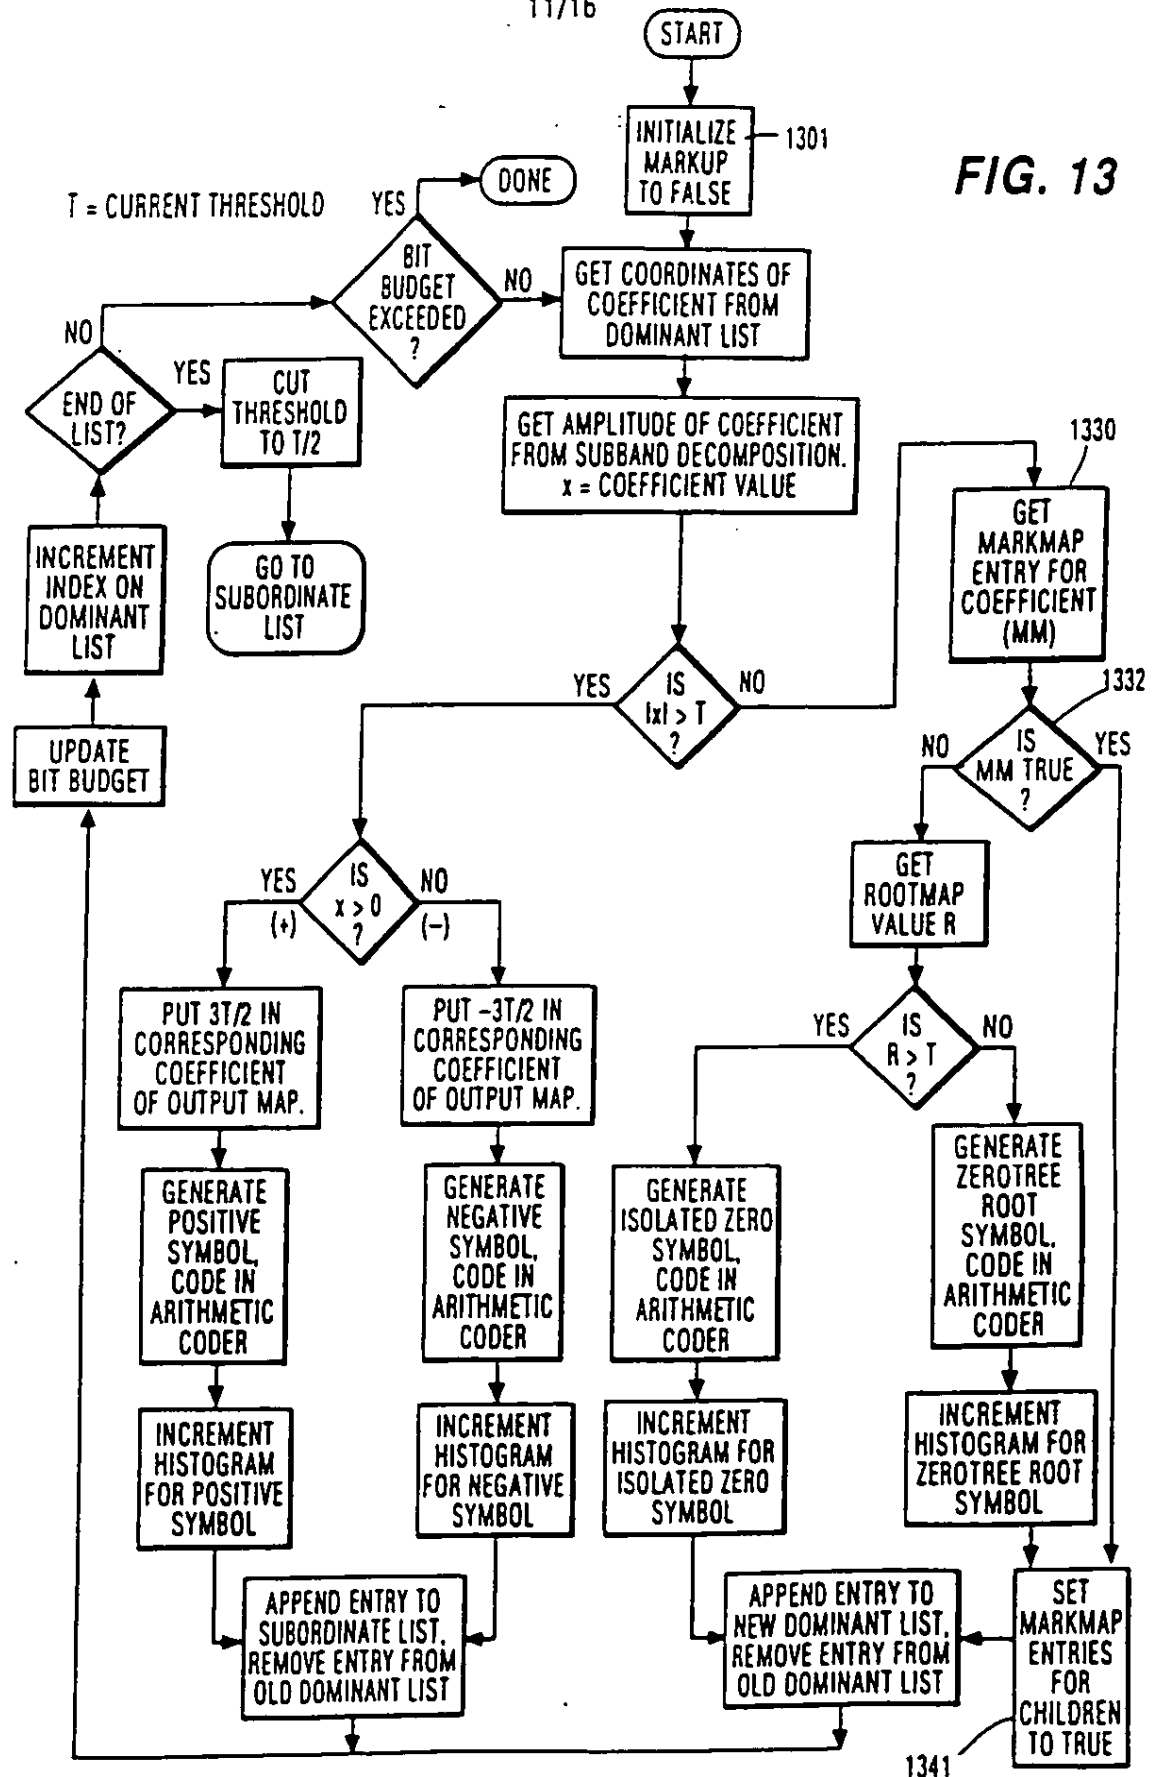 11/16
START
INITIALIZE
MARKUP
TO FALSE
1301
FIG. 13
DONE
T = CURRENT THRESHOLD
YES
BIT
BUDGET
EXCEEDED
?
NO
GET COORDINATES OF
COEFFICIENT FROM
DOMINANT LIST
NO
END OF
LIST?
YES
CUT
THRESHOLD
TO T/2
GET AMPLITUDE OF COEFFICIENT
FROM SUBBAND DECOMPOSITION.
x = COEFFICIENT VALUE
1330
GET
MARKMAP
ENTRY FOR
COEFFICIENT
(MM)
INCREMENT
INDEX ON
DOMINANT
LIST
GO TO
SUBORDINATE
LIST
YES
IS
|x| > T
?
NO
1332
NO
IS
MM TRUE
?
YES
UPDATE
BIT BUDGET
GET
ROOTMAP
VALUE R
YES
(+)
IS
x > 0
?
NO
(−)
PUT 3T/2 IN
CORRESPONDING
COEFFICIENT
OF OUTPUT MAP.
PUT -3T/2 IN
CORRESPONDING
COEFFICIENT
OF OUTPUT MAP.
YES
IS
R > T
?
NO
GENERATE
POSITIVE
SYMBOL,
CODE IN
ARITHMETIC
CODER
GENERATE
NEGATIVE
SYMBOL,
CODE IN
ARITHMETIC
CODER
GENERATE
ISOLATED ZERO
SYMBOL,
CODE IN
ARITHMETIC
CODER
GENERATE
ZEROTREE
ROOT
SYMBOL,
CODE IN
ARITHMETIC
CODER
INCREMENT
HISTOGRAM
FOR POSITIVE
SYMBOL
INCREMENT
HISTOGRAM
FOR NEGATIVE
SYMBOL
INCREMENT
HISTOGRAM FOR
ISOLATED ZERO
SYMBOL
INCREMENT
HISTOGRAM FOR
ZEROTREE ROOT
SYMBOL
APPEND ENTRY TO
SUBORDINATE LIST,
REMOVE ENTRY FROM
OLD DOMINANT LIST
APPEND ENTRY TO
NEW DOMINANT LIST,
REMOVE ENTRY FROM
OLD DOMINANT LIST
SET
MARKMAP
ENTRIES
FOR
CHILDREN
TO TRUE
1341